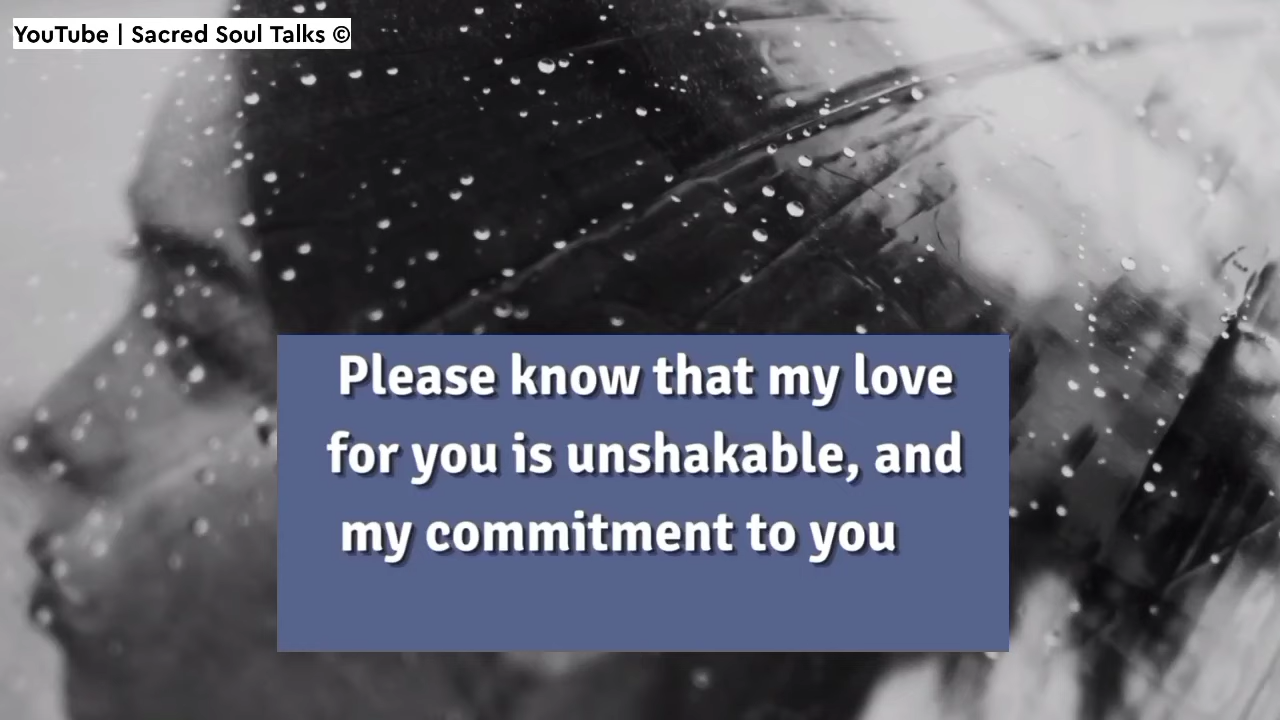 YouTube | Sacred Soul Talks ©
Please know that my love
for you is unshakable, and
my commitment to you